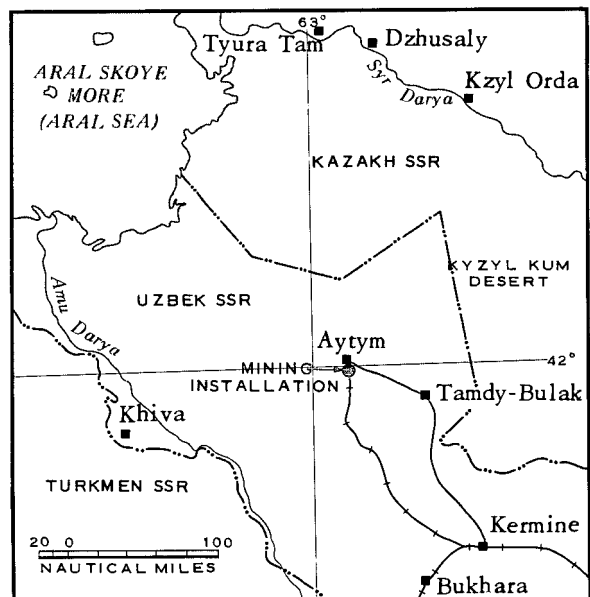 63°
Tyura Tam
Dzhusaly
ARAL SKOYE
MORE
(ARAL SEA)
Syr Darya
Kzyl Orda
KAZAKH SSR
KYZYL KUM
DESERT
Amu Darya
UZBEK SSR
Aytym
42°
MINING
INSTALLATION
Tamdy-Bulak
Khiva
TURKMEN SSR
Kermine
20 0 100
NAUTICAL MILES
Bukhara